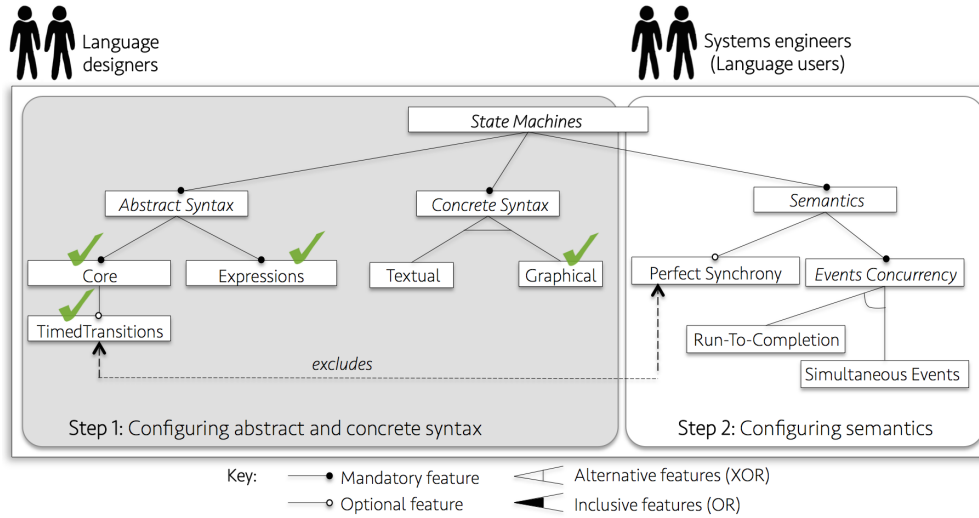 Language
designers
Systems engineers
(Language users)
State Machines
Abstract Syntax
Concrete Syntax
Semantics
Core
Expressions
Textual
Graphical
Perfect Synchrony
Events Concurrency
TimedTransitions
Run-To-Completion
excludes
Simultaneous Events
Step 1: Configuring abstract and concrete syntax
Step 2: Configuring semantics
Key:
Mandatory feature
Alternative features (XOR)
Optional feature
Inclusive features (OR)